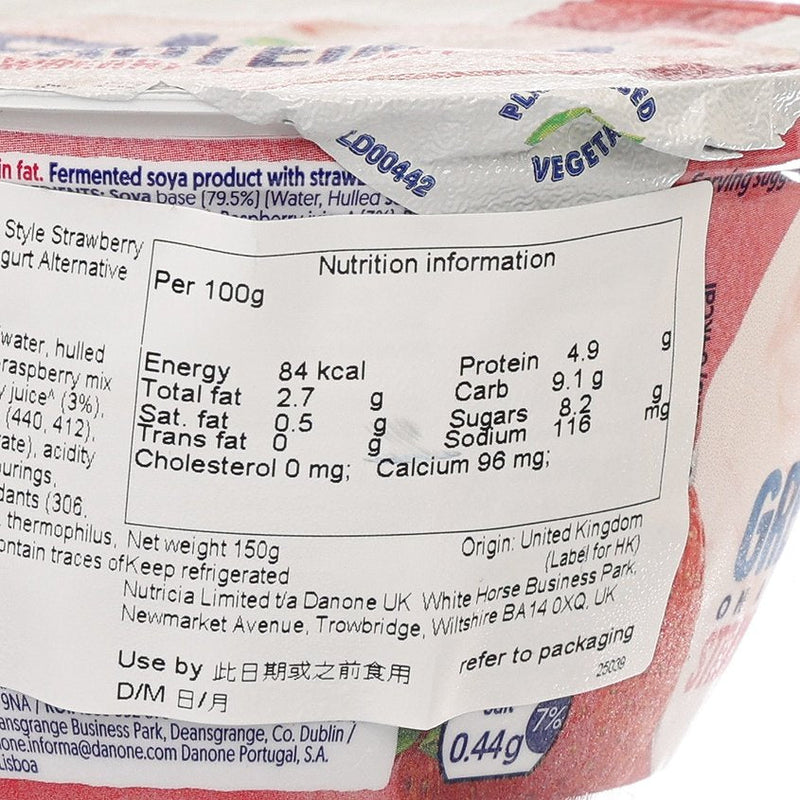 PL
ED
VEGETA
LD00442
in fat. Fermented soya product with straw
Soya base [79.5%] (Water, Hulled
Style Strawberry
gurt Alternative
water, hulled
raspberry mix
juice^ (3%),
(440, 412),
ate), acidity
ourings,
dants (306,
thermophilus,
ontain traces of
Nutrition information
Per 100g
Energy 84 kcal Protein 4.9 g
Total fat 2.7 g Carb 9.1 g
Sat. fat 0.5 g Sugars 8.2 g
Trans fat 0 g Sodium 116 mg
Cholesterol 0 mg; Calcium 96 mg;
Net weight 150g
Origin: United Kingdom
(Label for HK)
Keep refrigerated
Nutricia Limited t/a Danone UK White Horse Business Park,
Newmarket Avenue, Trowbridge, Wiltshire BA14 0XQ, UK
Use by 此日期或之前食用
refer to packaging
D/M 日/月
25039
9NA /
ansgrange Business Park, Deansgrange, Co. Dublin /
one.informa@danone.com Danone Portugal, S.A.
Lisboa
0.44g
7%
GR